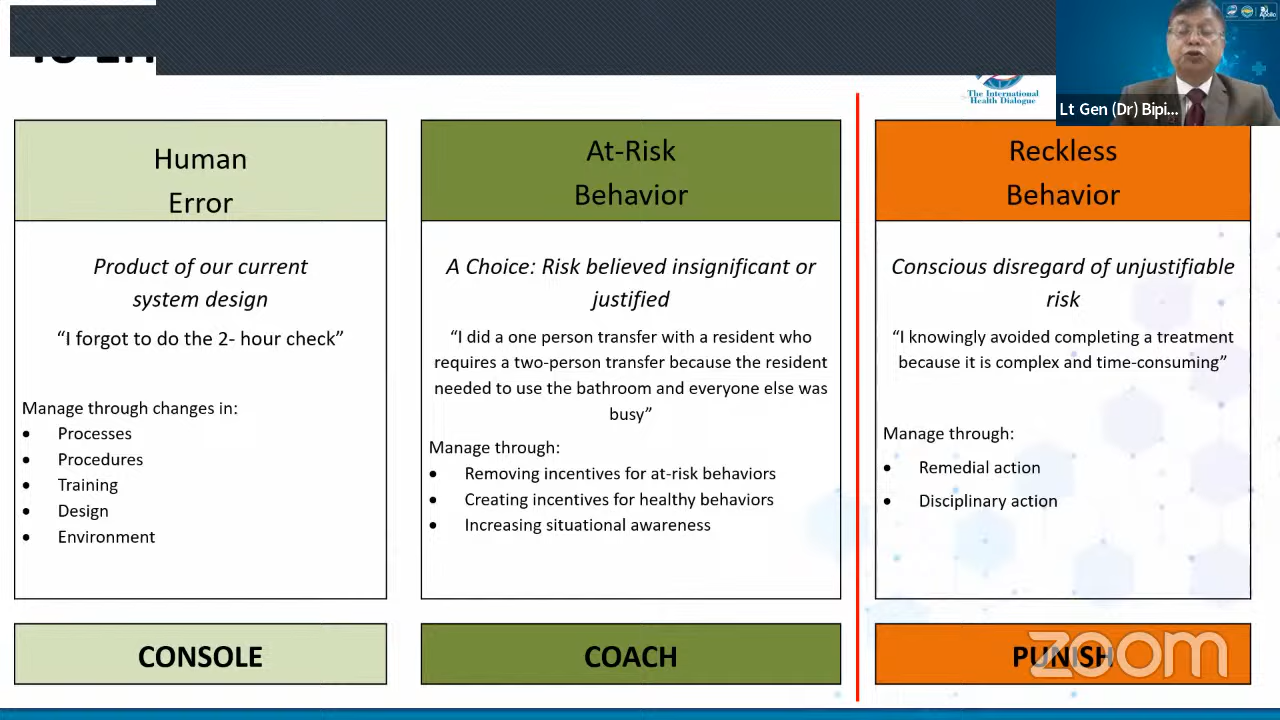 The International
Health Dialogue
Lt Gen (Dr) Bipi...
Human
Error
Product of our current
system design
“I forgot to do the 2- hour check”
Manage through changes in:
• Processes
• Procedures
• Training
• Design
• Environment
CONSOLE
At-Risk
Behavior
A Choice: Risk believed insignificant or
justified
“I did a one person transfer with a resident who
requires a two-person transfer because the resident
needed to use the bathroom and everyone else was
busy”
Manage through:
• Removing incentives for at-risk behaviors
• Creating incentives for healthy behaviors
• Increasing situational awareness
COACH
Reckless
Behavior
Conscious disregard of unjustifiable
risk
“I knowingly avoided completing a treatment
because it is complex and time-consuming”
Manage through:
• Remedial action
• Disciplinary action
PUNISH
zoom